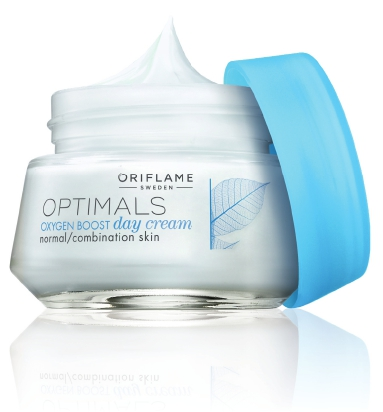 ORIFLAME
SWEDEN
OPTIMALS
OXYGEN BOOST day cream
normal/combination skin